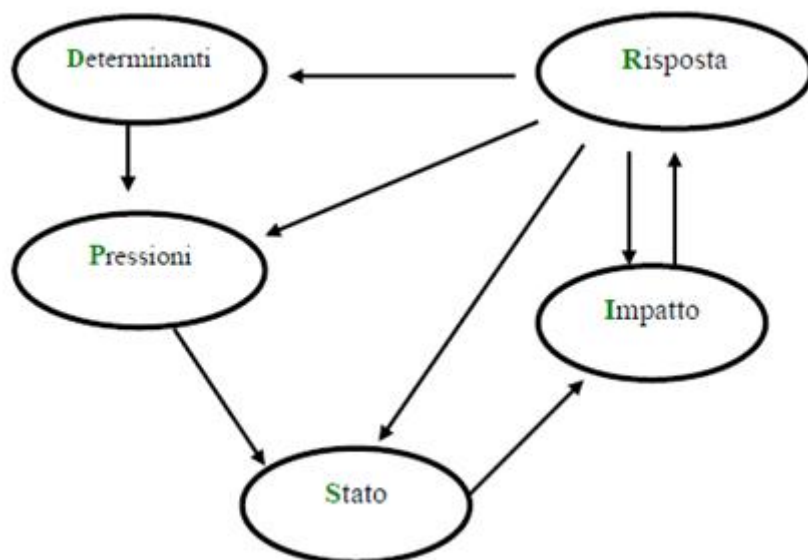 Determinanti
Risposta
Pressioni
Impatto
Stato